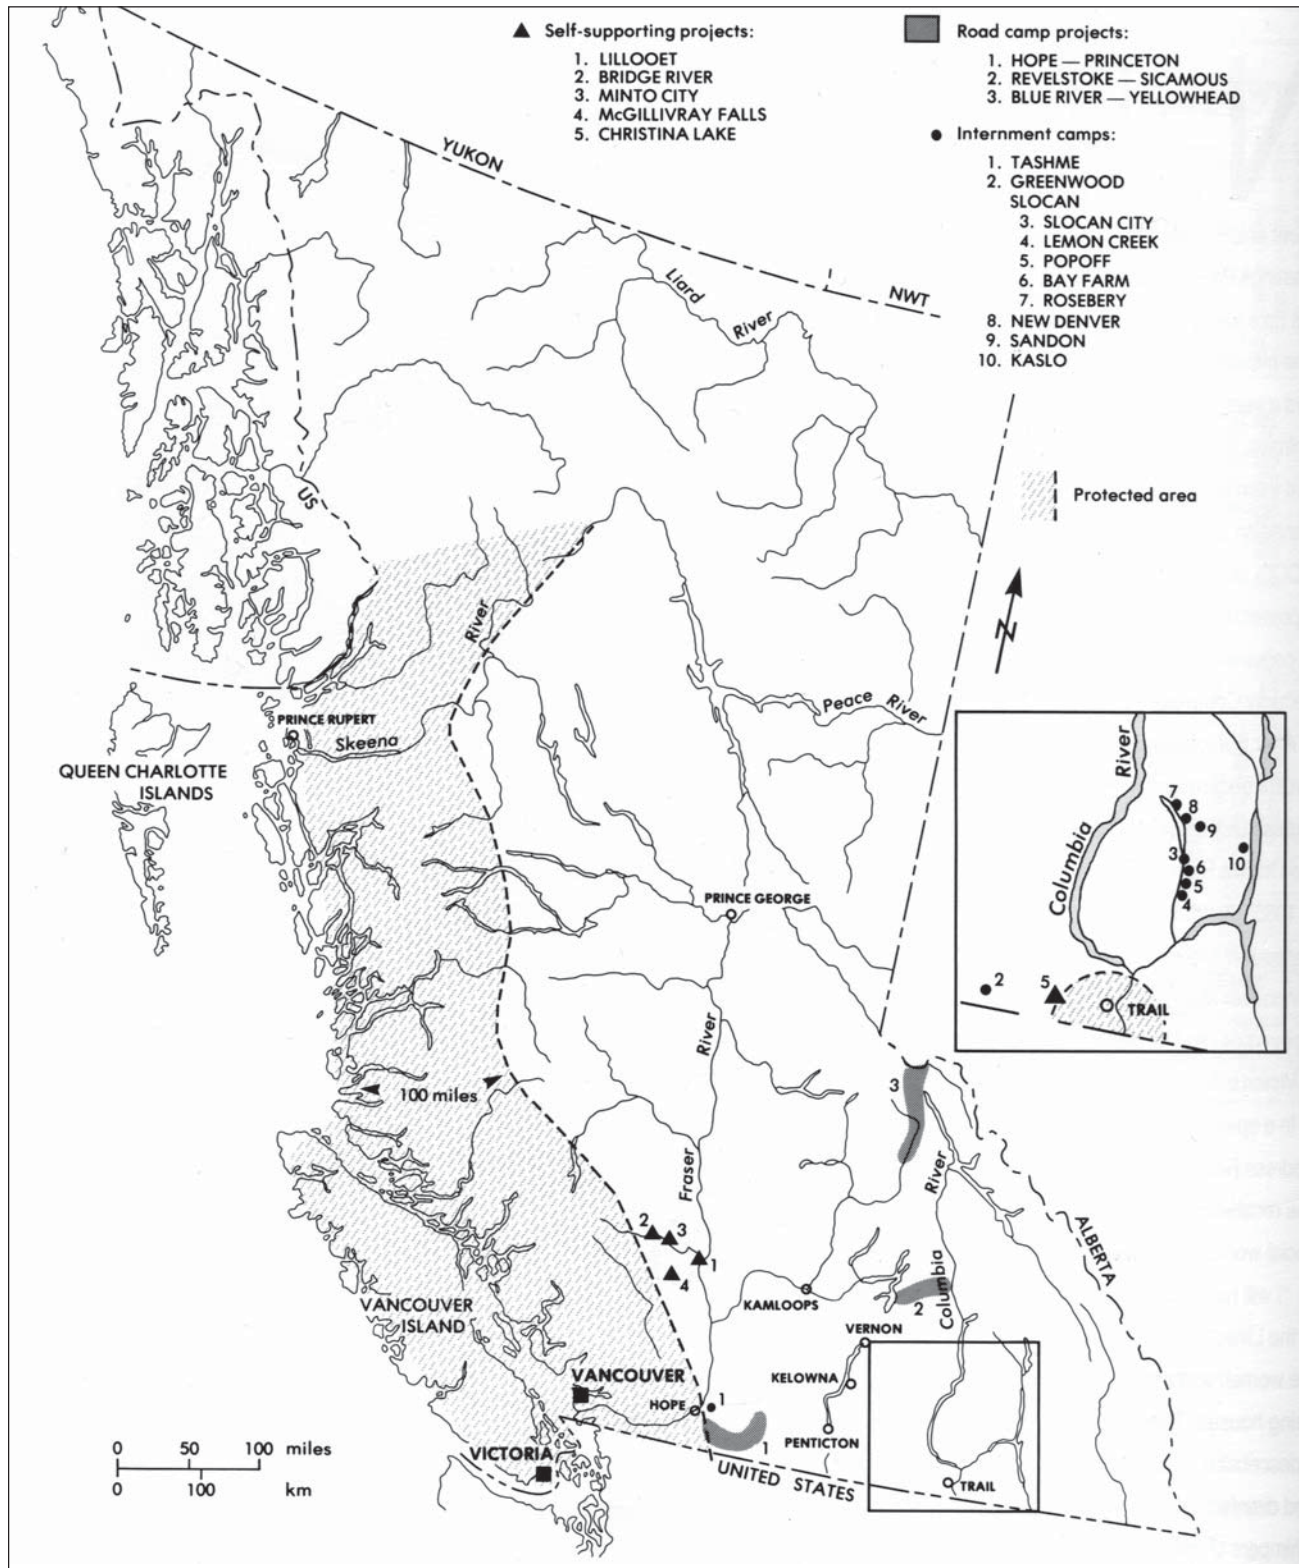 ▲ Self-supporting projects:
1. LILLOOET
2. BRIDGE RIVER
3. MINTO CITY
4. McGILLIVRAY FALLS
5. CHRISTINA LAKE
Road camp projects:
1. HOPE — PRINCETON
2. REVELSTOKE — SICAMOUS
3. BLUE RIVER — YELLOWHEAD
● Internment camps:
1. TASHME
2. GREENWOOD
SLOCAN
3. SLOCAN CITY
4. LEMON CREEK
5. POPOFF
6. BAY FARM
7. ROSEBERY
8. NEW DENVER
9. SANDON
10. KASLO
Protected area
N
YUKON
NWT
Liard
River
US
River
Peace River
PRINCE RUPERT
Skeena
QUEEN CHARLOTTE
ISLANDS
PRINCE GEORGE
River
Fraser
100 miles
3
River
Columbia
ALBERTA
2
3
1
4
2
KAMLOOPS
VERNON
KELOWNA
PENTICTON
TRAIL
VANCOUVER
ISLAND
VANCOUVER
HOPE
1
1
VICTORIA
UNITED STATES
0 50 100 miles
0 100 km
River
Columbia
7
8
9
3
6
10
5
4
2
5
TRAIL